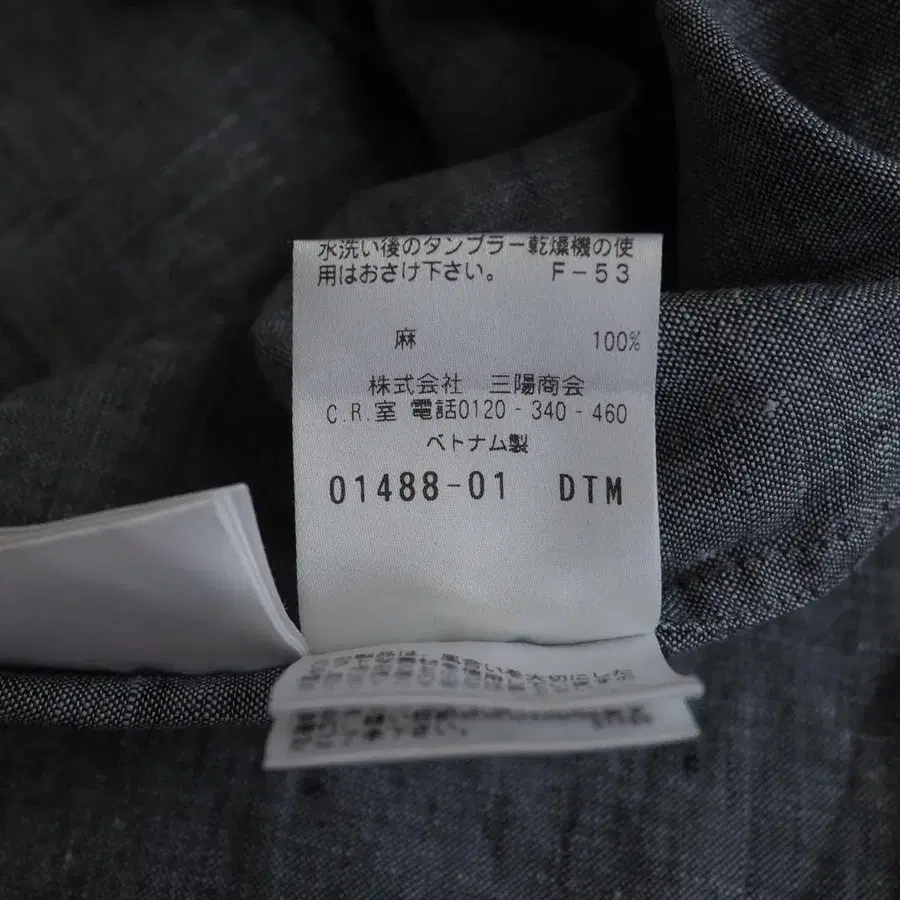 水洗い後のタンブラー乾燥機の使
用はおさけ下さい。 F-53
麻 100%
株式会社 三陽商会
C.R.室 電話0120-340-460
ベトナム製
01488-01 DTM